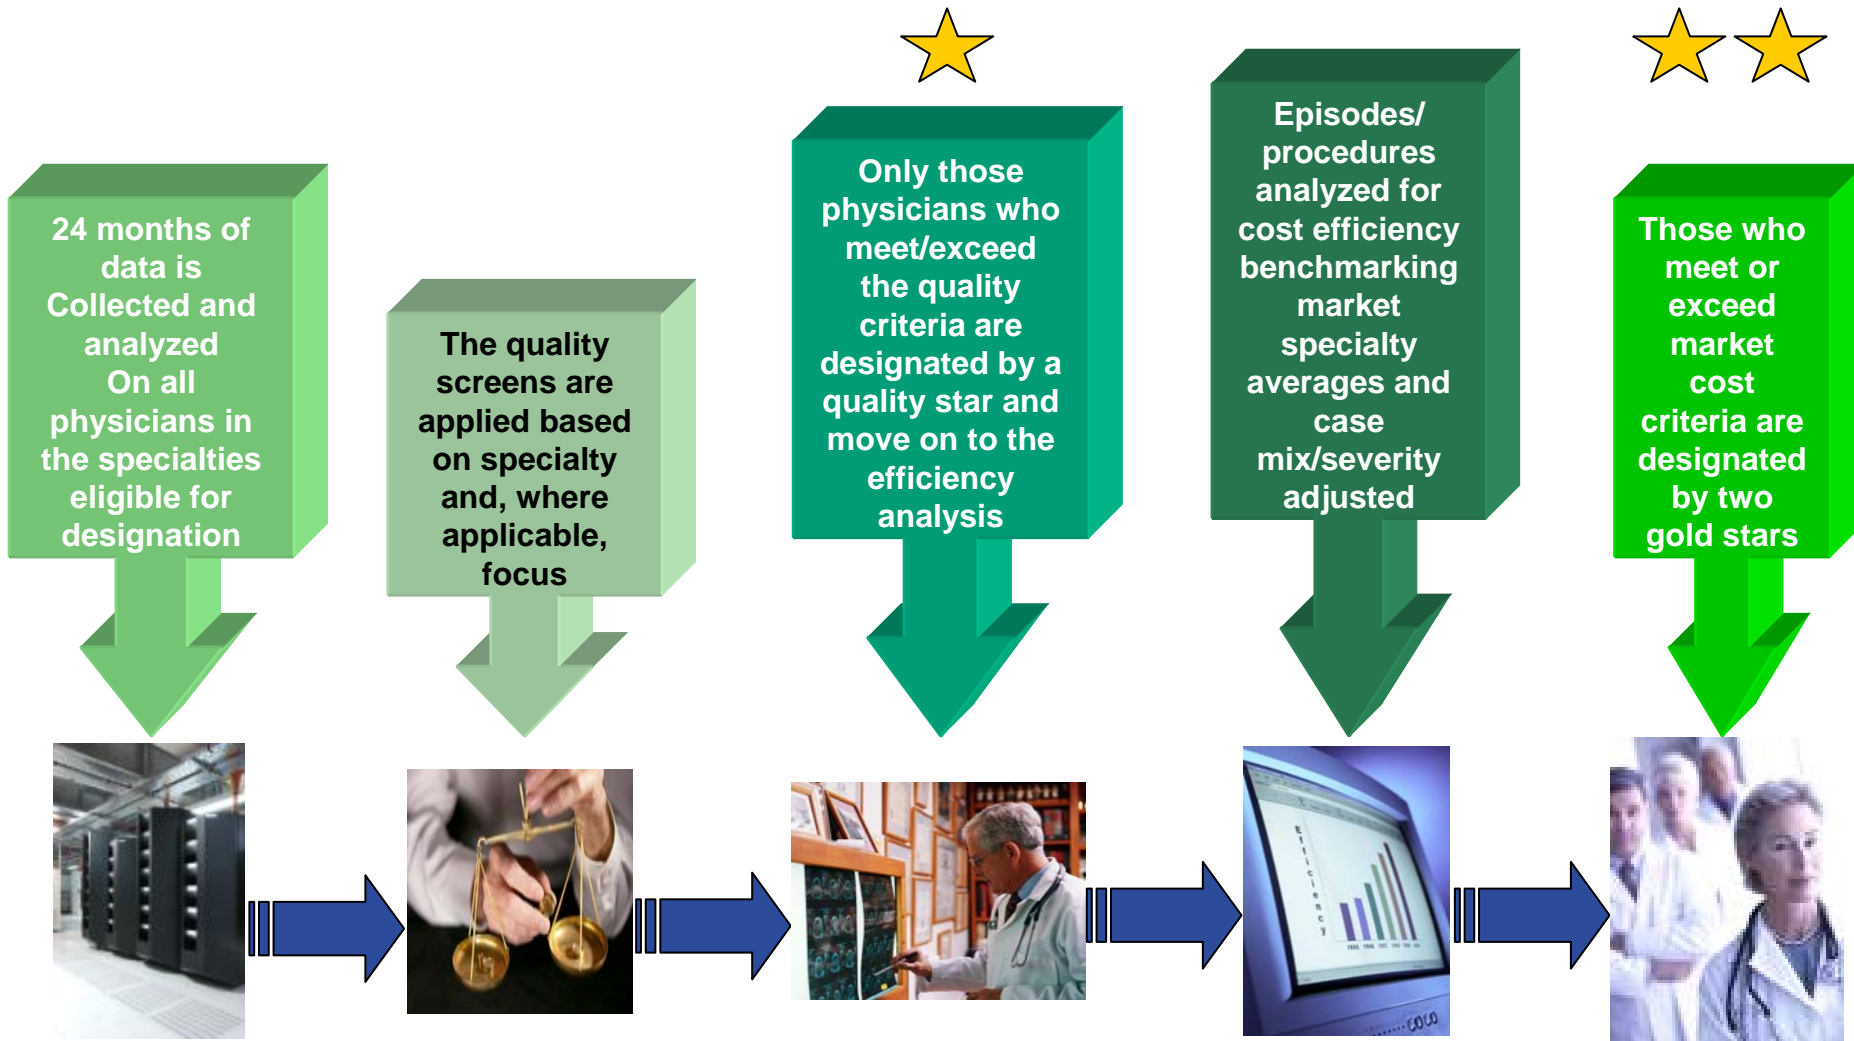 24 months of
data is
Collected and
analyzed
On all
physicians in
the specialties
eligible for
designation
The quality
screens are
applied based
on specialty
and, where
applicable,
focus
Only those
physicians who
meet/exceed
the quality
criteria are
designated by a
quality star and
move on to the
efficiency
analysis
Episodes/
procedures
analyzed for
cost efficiency
benchmarking
market
specialty
averages and
case
mix/severity
adjusted
Those who
meet or
exceed
market
cost
criteria are
designated
by two
gold stars
Efficiency